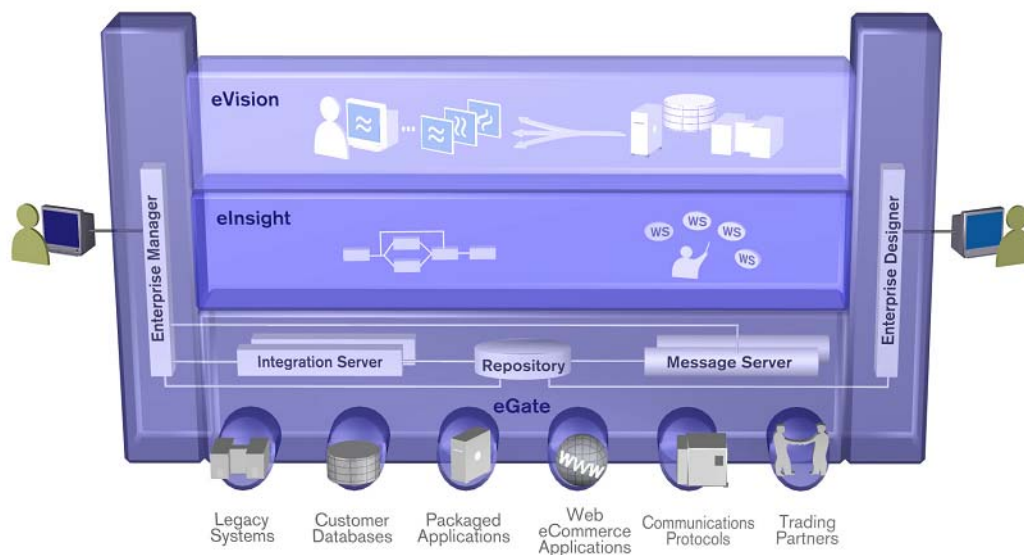 eVision
eInsight
WS
WS
WS
WS
Enterprise Manager
Enterprise Designer
Integration Server
Repository
Message Server
eGate
www
Legacy
Systems
Customer
Databases
Packaged
Applications
Web
eCommerce
Applications
Communications
Protocols
Trading
Partners